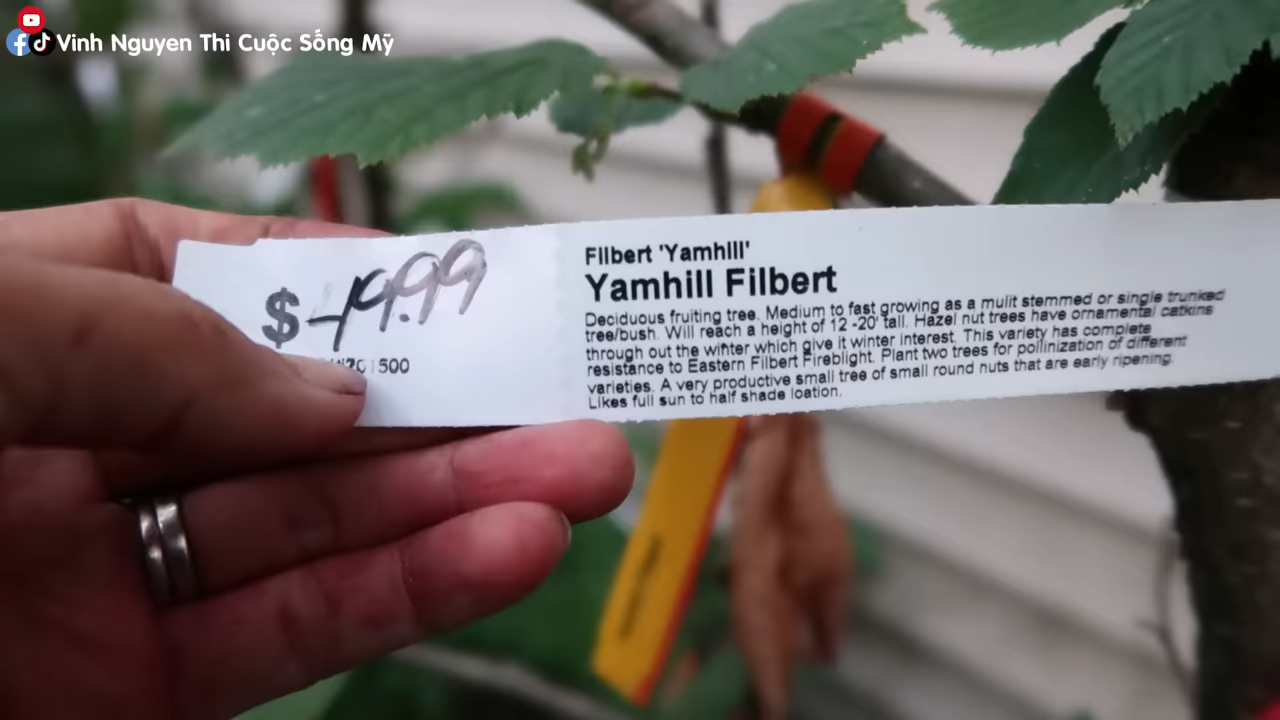 Vinh Nguyen Thi Cuộc Sống Mỹ
$49.99
500
Filbert 'Yamhill'
Yamhill Filbert
Deciduous fruiting tree. Medium to fast growing as a mulit stemmed or single trunked
tree/bush. Will reach a height of 12 -20' tall. Hazel nut trees have ornamental catkins
through out the winter which give it winter interest. This variety has complete
resistance to Eastern Filbert Fireblight. Plant two trees for pollinization of different
varieties. A very productive small tree of small round nuts that are early ripening.
Likes full sun to half shade loation.